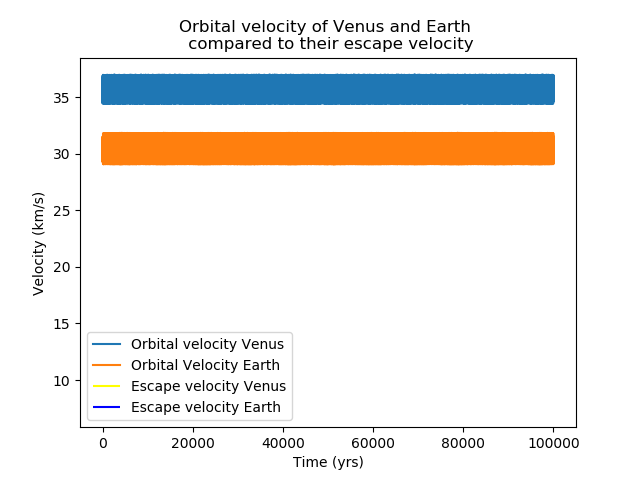 Orbital velocity of Venus and Earth
compared to their escape velocity
Velocity (km/s)
35
30
25
20
15
10
Orbital velocity Venus
Orbital Velocity Earth
Escape velocity Venus
Escape velocity Earth
0 20000 40000 60000 80000 100000
Time (yrs)